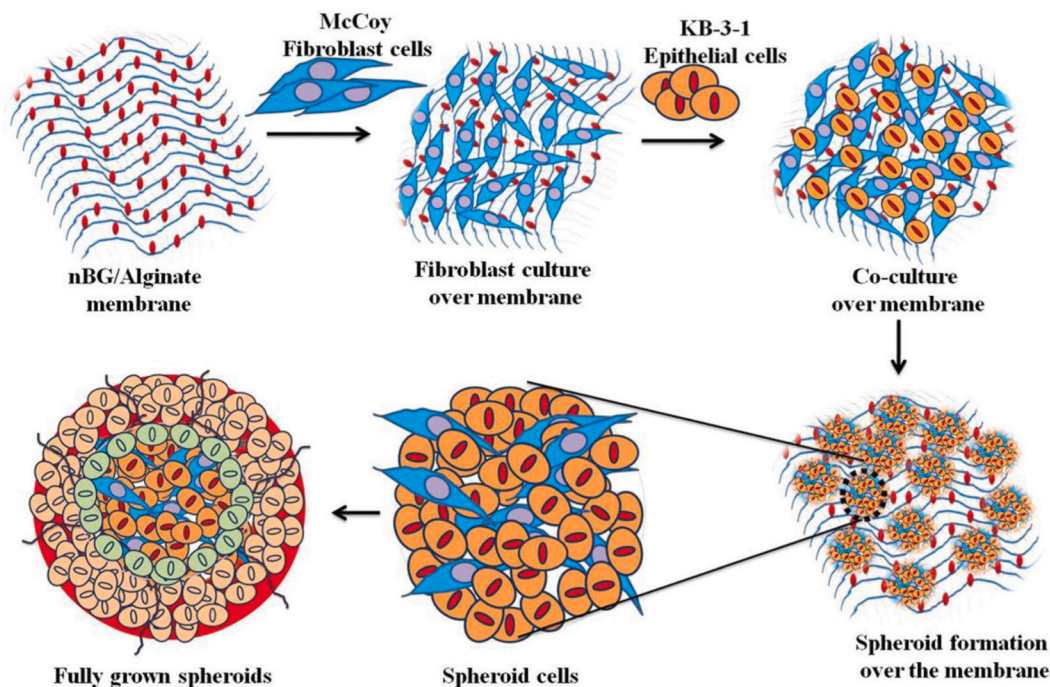 McCoy
Fibroblast cells
KB-3-1
Epithelial cells
nBG/Alginate
membrane
Fibroblast culture
over membrane
Co-culture
over membrane
Fully grown spheroids
Spheroid cells
Spheroid formation
over the membrane